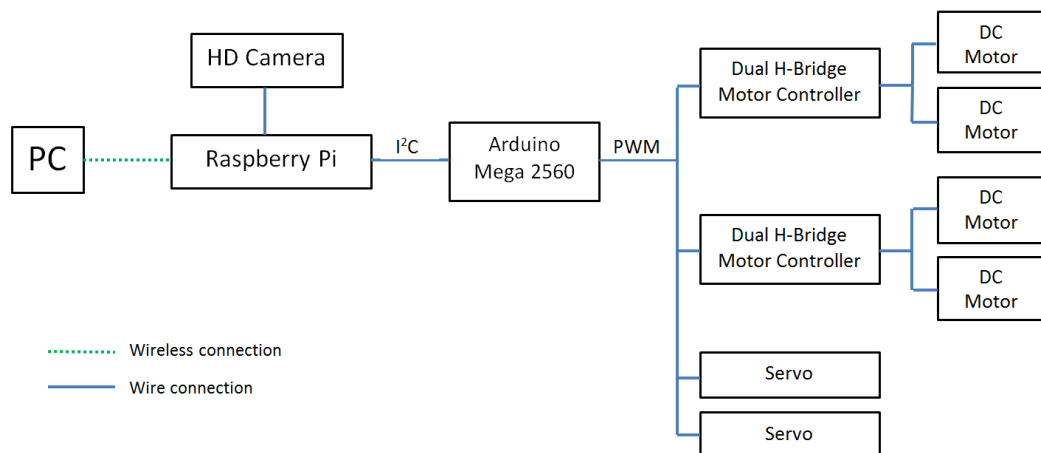 HD Camera
PC
Raspberry Pi
I²C
Arduino
Mega 2560
PWM
Dual H-Bridge
Motor Controller
DC
Motor
DC
Motor
Dual H-Bridge
Motor Controller
DC
Motor
DC
Motor
Servo
Servo
Wireless connection
Wire connection